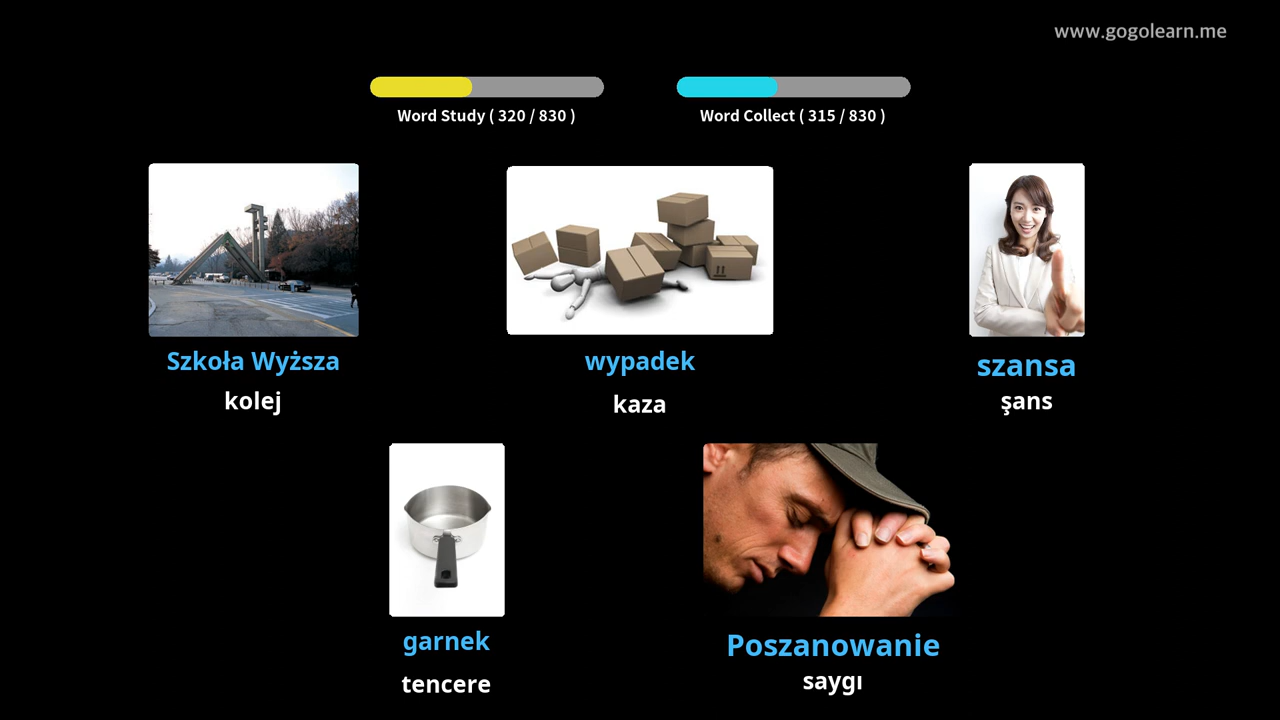 www.gogolearn.me
Word Study ( 320 / 830 )
Word Collect ( 315 / 830 )
Szkoła Wyższa
kolej
wypadek
kaza
szansa
şans
garnek
tencere
Poszanowanie
saygı